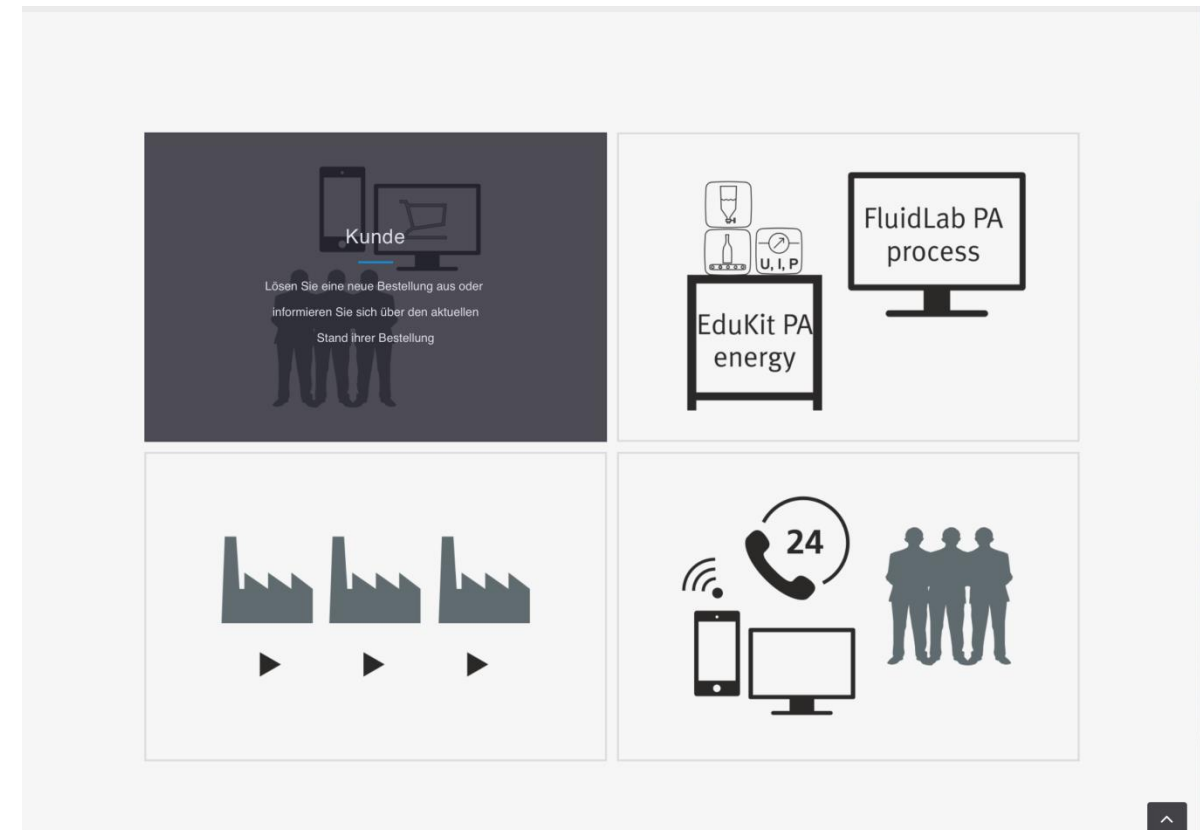 Kunde
Lösen Sie eine neue Bestellung aus oder
informieren Sie sich über den aktuellen
Stand ihrer Bestellung
U, I, P
EduKit PA
energy
FluidLab PA
process
24